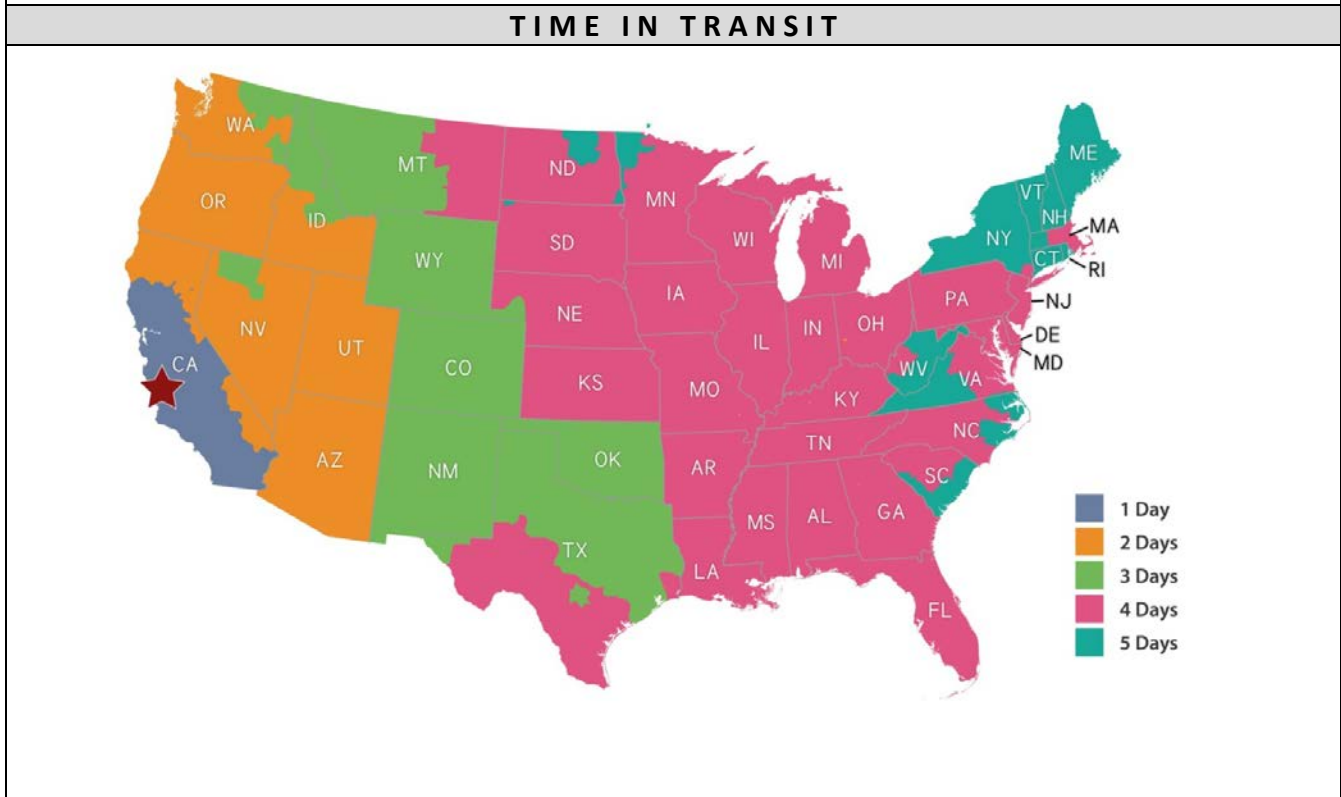 TIME IN TRANSIT
WA
MT
ND
MN
ME
VT
NH
OR
ID
SD
WI
NY
MA
WY
MI
CT
RI
IA
PA
NJ
NE
NV
UT
IL
IN
OH
DE
MD
CA
CO
KS
MO
WV
VA
KY
NC
TN
AZ
NM
OK
AR
SC
MS
AL
GA
TX
LA
FL
1 Day
2 Days
3 Days
4 Days
5 Days